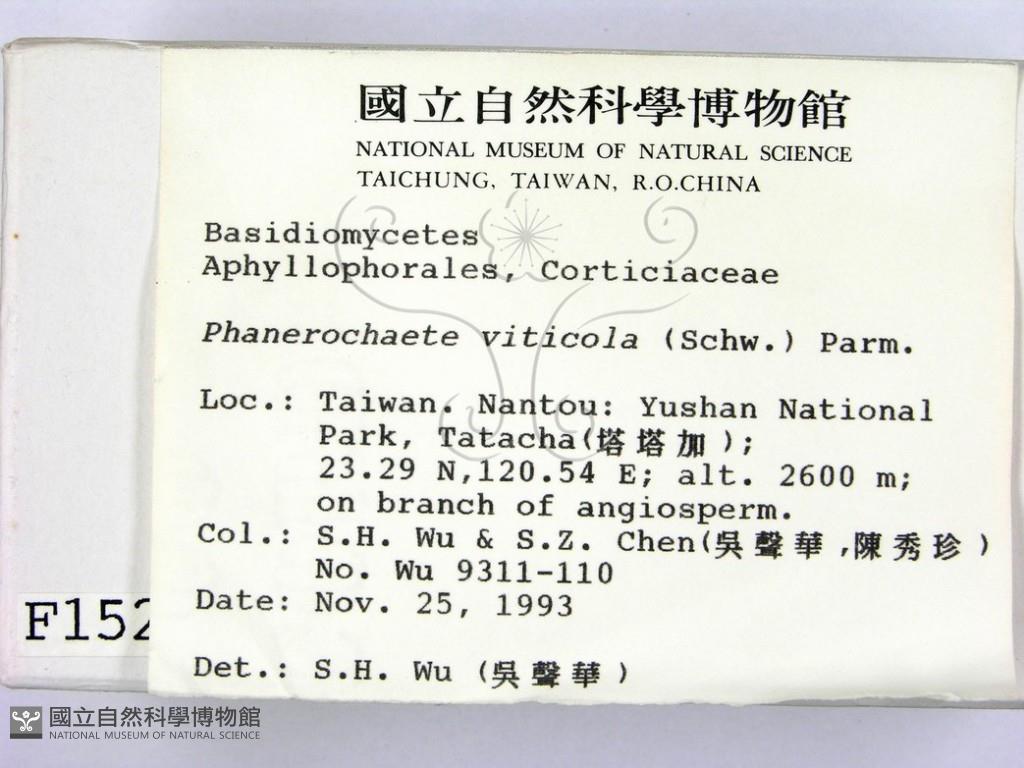 國立自然科學博物館
NATIONAL MUSEUM OF NATURAL SCIENCE
TAICHUNG, TAIWAN, R.O.CHINA
Basidiomycetes
Aphyllophorales, Corticiaceae
Phanerochaete viticola (Schw.) Parm.
Loc.: Taiwan. Nantou: Yushan National
Park, Tatacha(塔塔加);
23.29 N,120.54 E; alt. 2600 m;
on branch of angiosperm.
Col.: S.H. Wu & S.Z. Chen(吳聲華,陳秀珍)
No. Wu 9311-110
Date: Nov. 25, 1993
Det.: S.H. Wu (吳聲華)
F152
國立自然科學博物館
NATIONAL MUSEUM OF NATURAL SCIENCE